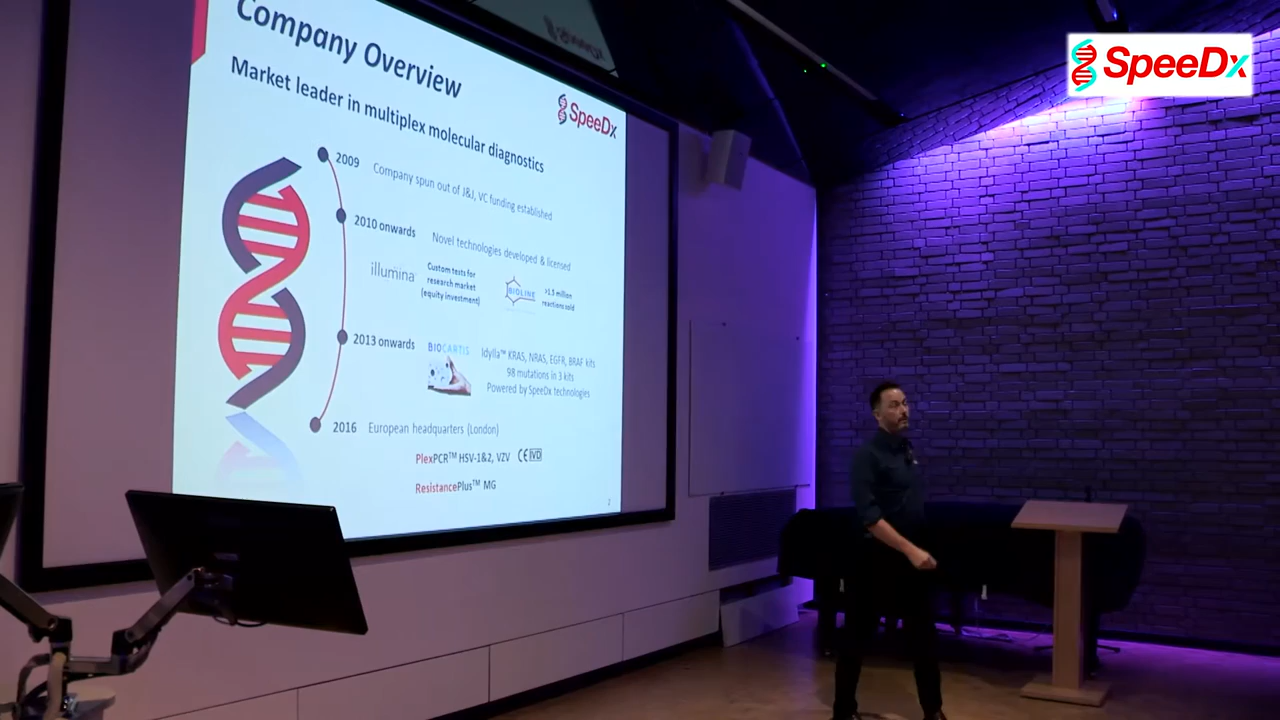 Company Overview
SpeeDx
Market leader in multiplex molecular diagnostics
SpeeDx
2009 Company spun out of J&J, VC funding established
2010 onwards Novel technologies developed & licensed
illumina
Custom tests for
research market
(equity investment)
BIOLINE
>1.5 million
reactions sold
2013 onwards
BIOCARTIS
Idylla™ KRAS, NRAS, EGFR, BRAF kits
98 mutations in 3 kits
Powered by SpeeDx technologies
2016 European headquarters (London)
PlexPCR™ HSV-1&2, VZV CE IVD
ResistancePlus™ MG
2